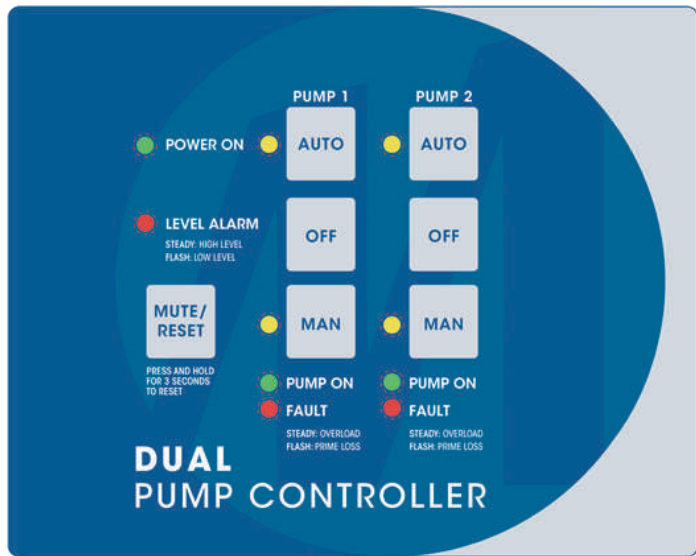 PUMP 1 PUMP 2
POWER ON AUTO AUTO
LEVEL ALARM OFF OFF
STEADY: HIGH LEVEL
FLASH: LOW LEVEL
MUTE/
RESET
MAN MAN
PRESS AND HOLD
FOR 3 SECONDS
TO RESET
PUMP ON PUMP ON
FAULT FAULT
STEADY: OVERLOAD STEADY: OVERLOAD
FLASH: PRIME LOSS FLASH: PRIME LOSS
DUAL
PUMP CONTROLLER